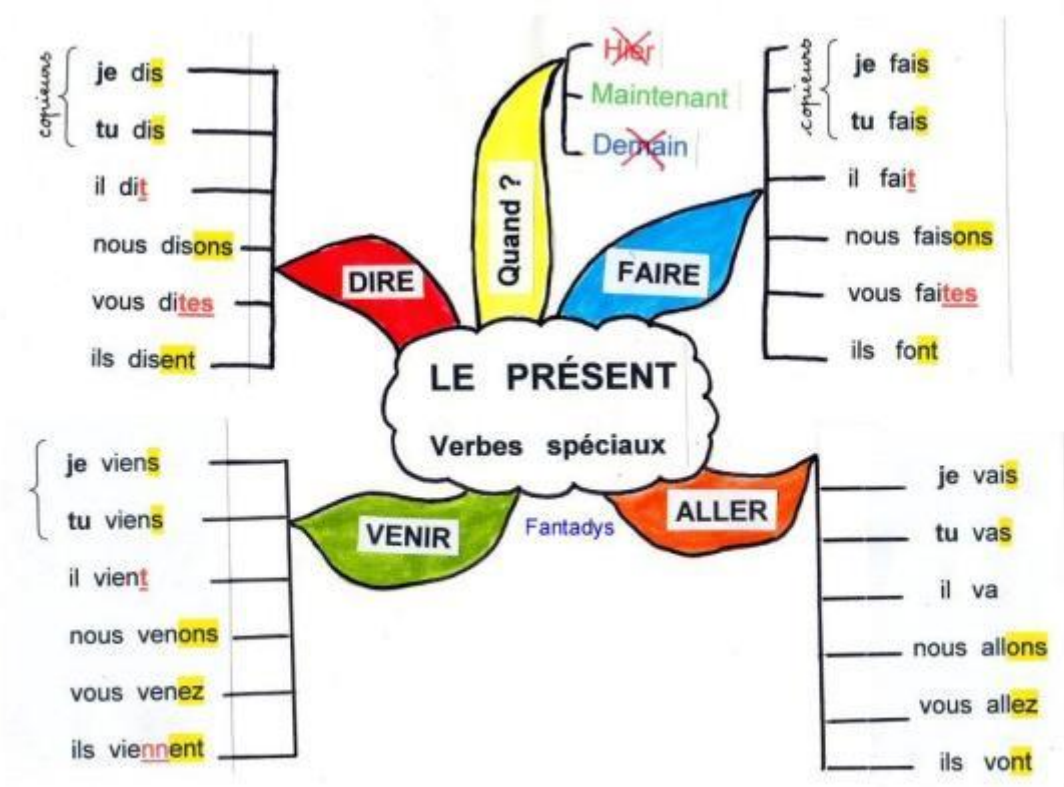 copieurs
je dis
tu dis
il dit
nous disons
vous dites
ils disent
DIRE
Quand ?
Hier
Maintenant
Demain
FAIRE
copieurs
je fais
tu fais
il fait
nous faisons
vous faites
ils font
LE PRÉSENT
Verbes spéciaux
Fantadys
VENIR
je viens
tu viens
il vient
nous venons
vous venez
ils viennent
ALLER
je vais
tu vas
il va
nous allons
vous allez
ils vont